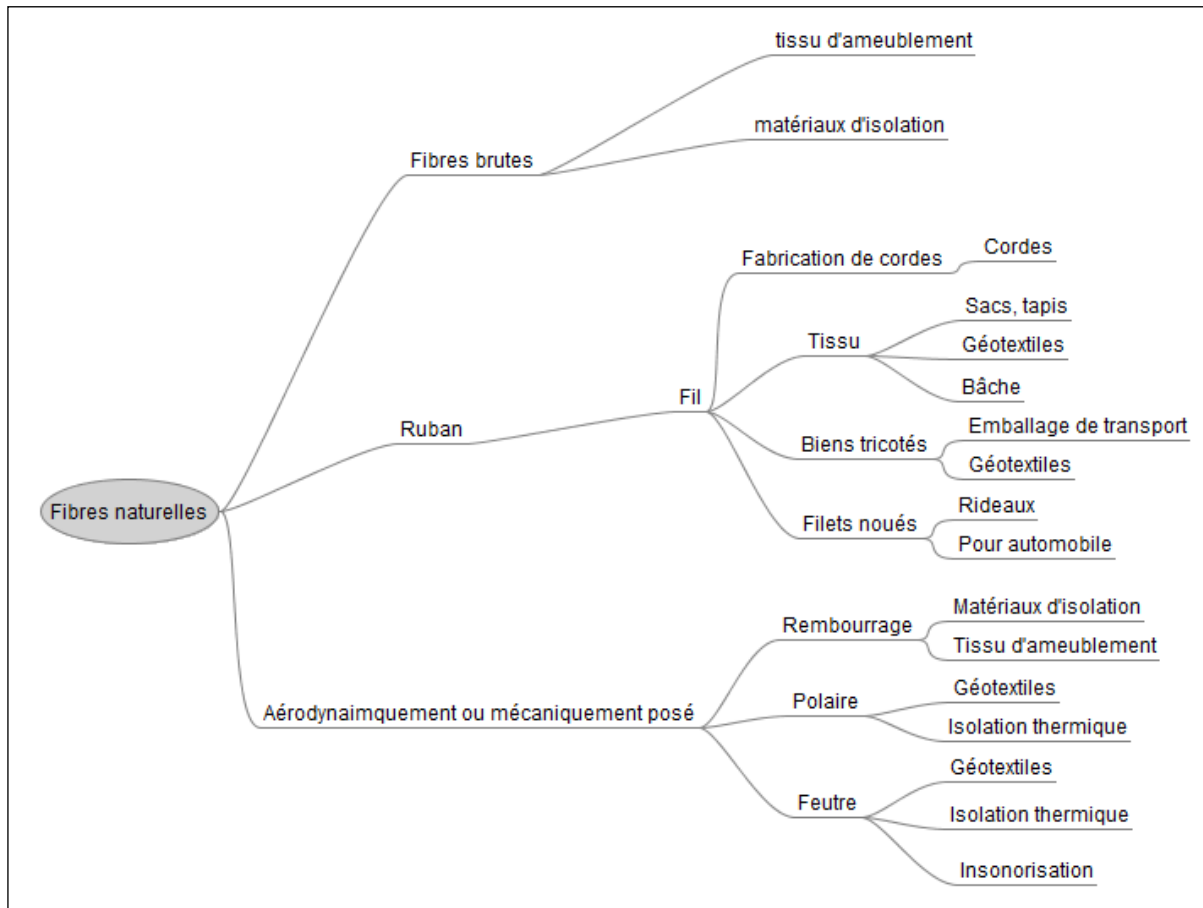 tissu d'ameublement
matériaux d'isolation
Fibres brutes
Fabrication de cordes
Cordes
Sacs, tapis
Tissu
Géotextiles
Bâche
Fil
Ruban
Emballage de transport
Biens tricotés
Géotextiles
Fibres naturelles
Rideaux
Filets noués
Pour automobile
Matériaux d'isolation
Rembourrage
Tissu d'ameublement
Géotextiles
Polaire
Aérodynaimquement ou mécaniquement posé
Isolation thermique
Géotextiles
Feutre
Isolation thermique
Insonorisation